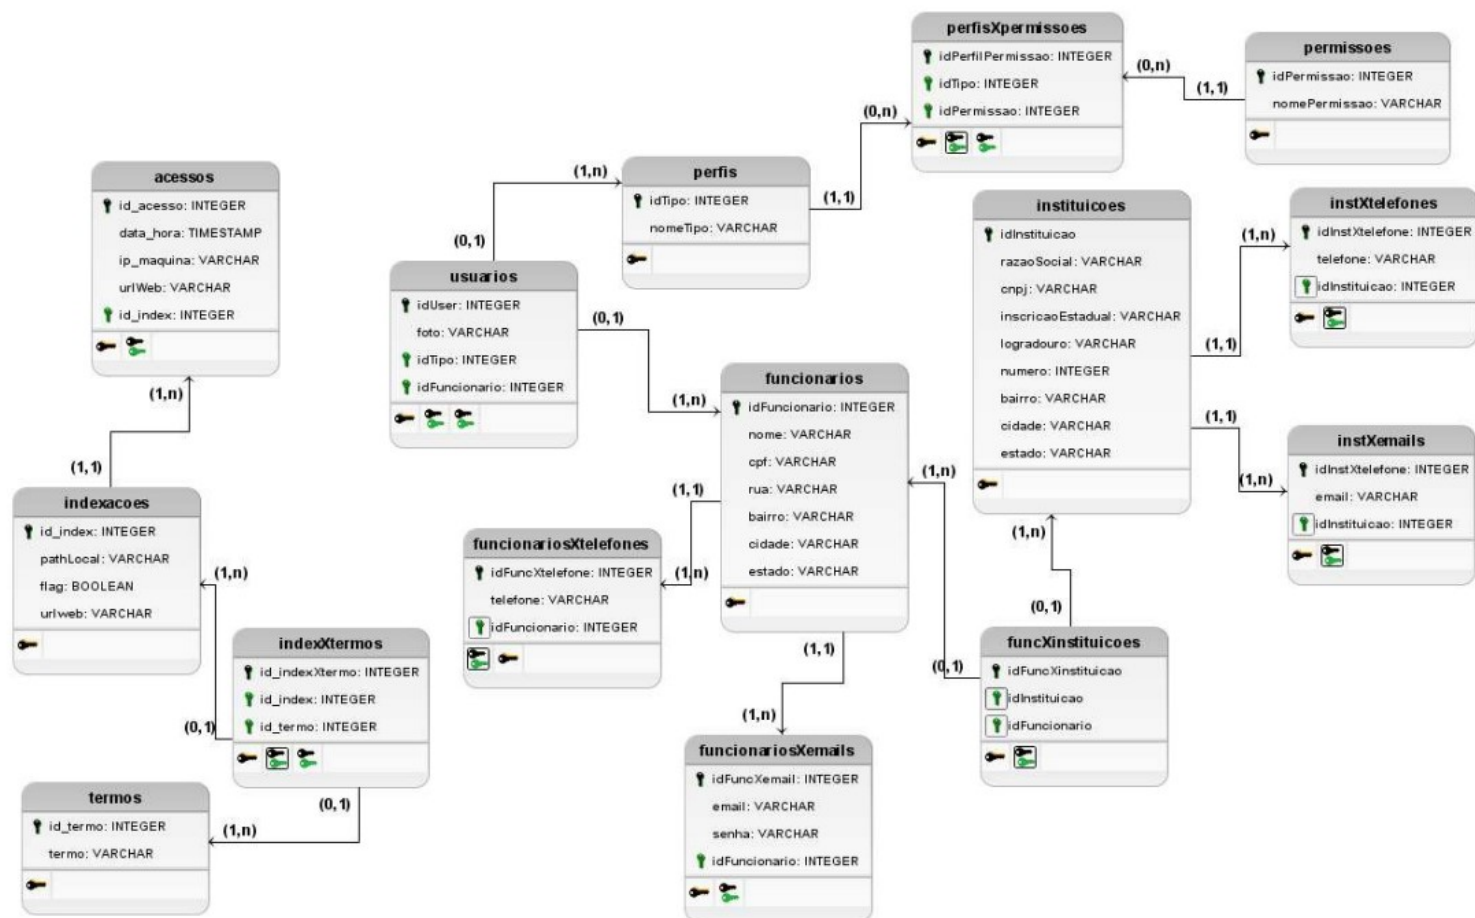 perfisXpermissoes
idPerfilPermissao: INTEGER
idTipo: INTEGER
idPermissao: INTEGER
permissoes
idPermissao: INTEGER
nomePermissao: VARCHAR
(0,n)
(1,1)
(0,n)
(1,1)
perfis
idTipo: INTEGER
nomeTipo: VARCHAR
(1,n)
(0,1)
acessos
id_acesso: INTEGER
data_hora: TIMESTAMP
ip_maquina: VARCHAR
urlWeb: VARCHAR
id_index: INTEGER
(1,n)
(1,1)
usuarios
idUser: INTEGER
foto: VARCHAR
idTipo: INTEGER
idFuncionario: INTEGER
(0,1)
(1,n)
instituicoes
idInstituicao
razaoSocial: VARCHAR
cnpj: VARCHAR
inscricaoEstadual: VARCHAR
logradouro: VARCHAR
numero: INTEGER
bairro: VARCHAR
cidade: VARCHAR
estado: VARCHAR
(1,n)
(1,1)
instXtelefones
idInstXtelefone: INTEGER
telefone: VARCHAR
idInstituicao: INTEGER
(1,1)
(1,n)
instXemails
idInstXtelefone: INTEGER
email: VARCHAR
idInstituicao: INTEGER
funcionarios
idFuncionario: INTEGER
nome: VARCHAR
cpf: VARCHAR
rua: VARCHAR
bairro: VARCHAR
cidade: VARCHAR
estado: VARCHAR
(1,n)
(1,1)
(1,n)
funcionariosXtelefones
idFuncXtelefone: INTEGER
telefone: VARCHAR
idFuncionario: INTEGER
indexacoes
id_index: INTEGER
pathLocal: VARCHAR
flag: BOOLEAN
urlweb: VARCHAR
(1,n)
(0,1)
indexXtermos
id_indexXtermo: INTEGER
id_index: INTEGER
id_termo: INTEGER
(0,1)
(1,n)
termos
id_termo: INTEGER
termo: VARCHAR
(1,1)
(1,n)
funcionariosXemails
idFuncXemail: INTEGER
email: VARCHAR
senha: VARCHAR
idFuncionario: INTEGER
(1,n)
(0,1)
(0,1)
funcXinstituicoes
idFuncXinstituicao
idInstituicao
idFuncionario